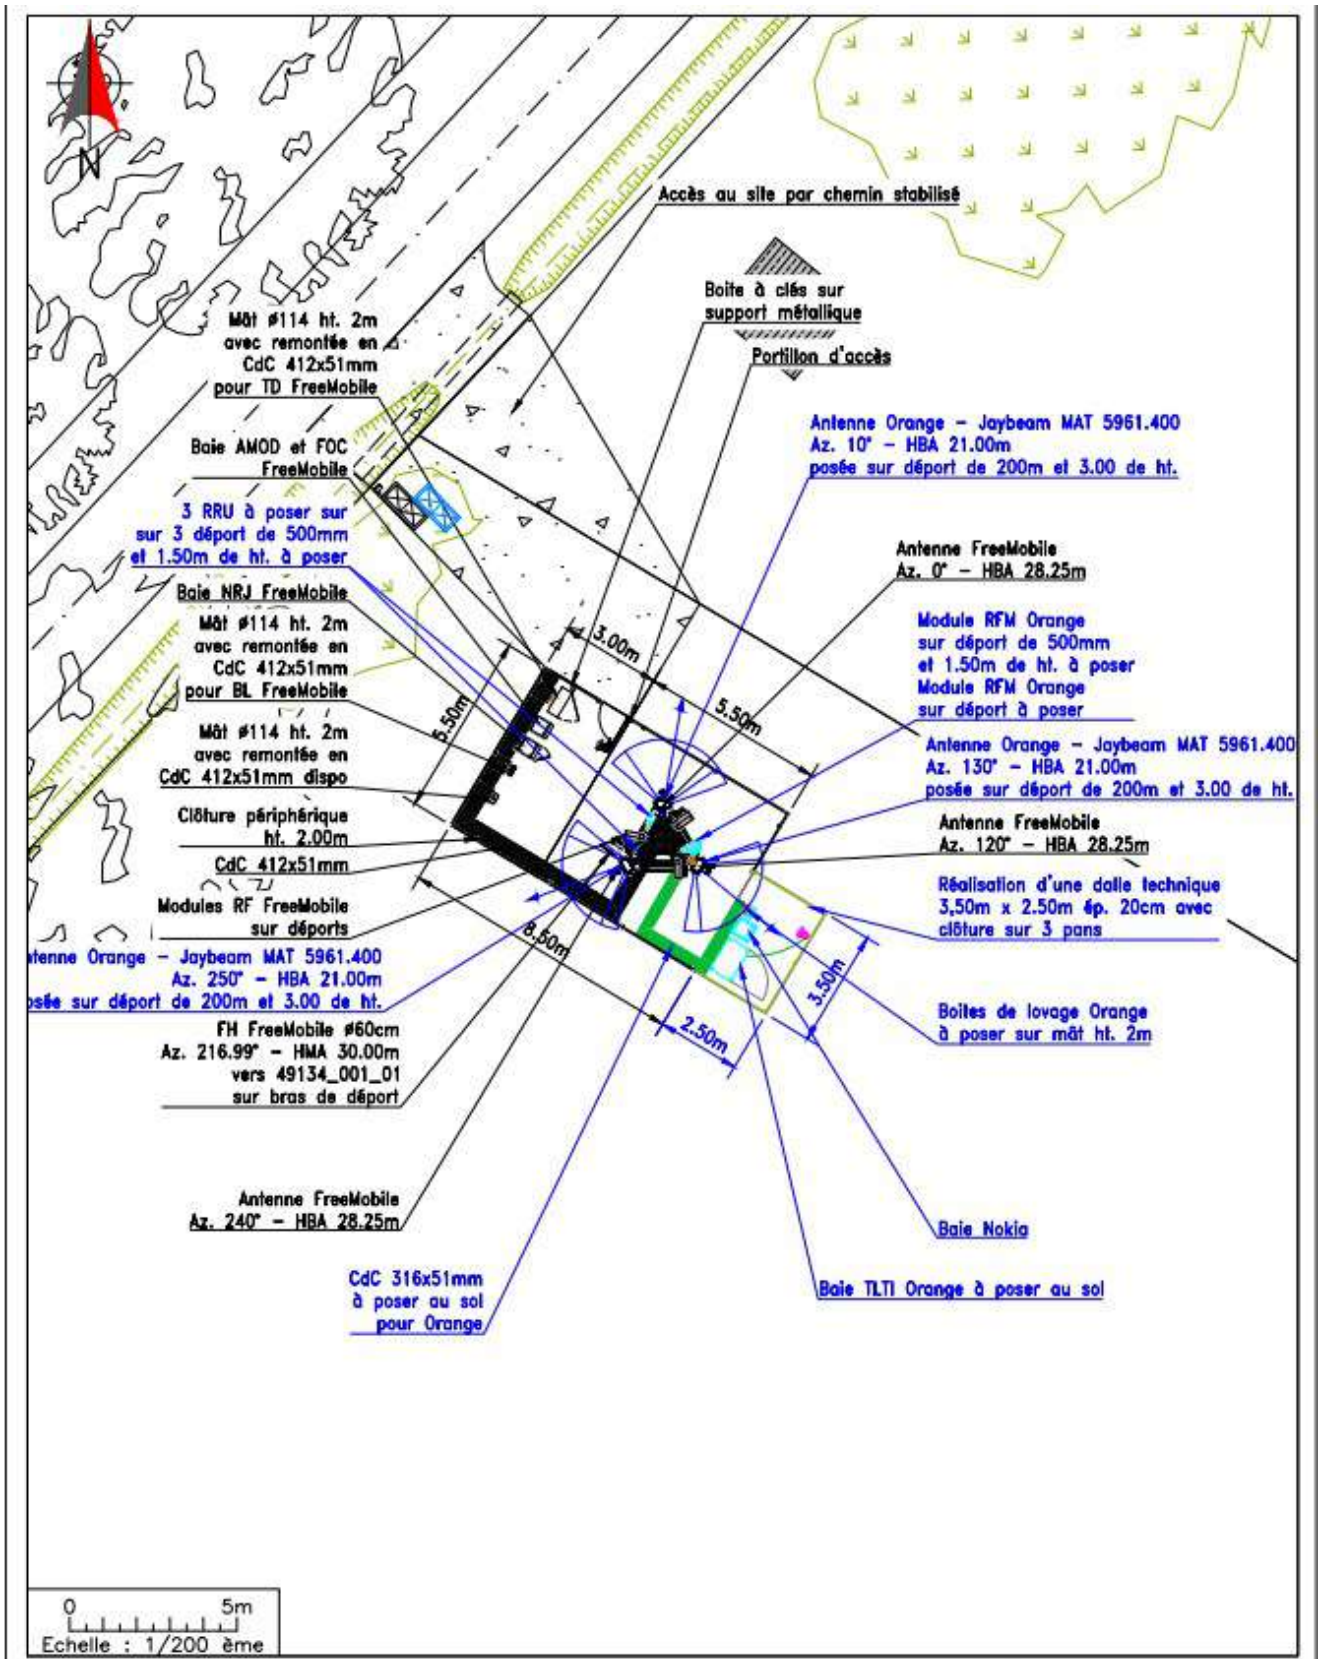 N
Accès au site par chemin stabilisé
Boite à clés sur
support métallique
Portillon d'accès
Mât ø114 ht. 2m
avec remontée en
CdC 412x51mm
pour TD FreeMobile
Baie AMOD et FOC
FreeMobile
3 RRU à poser sur
sur 3 déport de 500mm
et 1.50m de ht. à poser
Baie NRJ FreeMobile
Mât ø114 ht. 2m
avec remontée en
CdC 412x51mm
pour BL FreeMobile
Mât ø114 ht. 2m
avec remontée en
CdC 412x51mm dispo
Clôture périphérique
ht. 2.00m
CdC 412x51mm
Modules RF FreeMobile
sur déports
ntenne Orange - Jaybeam MAT 5961.400
Az. 250° - HBA 21.00m
osée sur départ de 200m et 3.00 de ht.
FH FreeMobile ø60cm
Az. 216.99° - HMA 30.00m
vers 49134_001_01
sur bras de déport
Antenne FreeMobile
Az. 240° - HBA 28.25m
CdC 316x51mm
à poser au sol
pour Orange
Antenne Orange - Jaybeam MAT 5961.400
Az. 10° - HBA 21.00m
posée sur départ de 200m et 3.00 de ht.
Antenne FreeMobile
Az. 0° - HBA 28.25m
Module RFM Orange
sur déport de 500mm
et 1.50m de ht. à poser
Module RFM Orange
sur déport à poser
Antenne Orange - Jaybeam MAT 5961.400
Az. 130° - HBA 21.00m
posée sur départ de 200m et 3.00 de ht.
Antenne FreeMobile
Az. 120° - HBA 28.25m
Réalisation d'une dalle technique
3,50m x 2.50m ép. 20cm avec
clôture sur 3 pans
Boites de lovage Orange
à poser sur mât ht. 2m
Baie Nokia
Baie TLTI Orange à poser au sol
3.00m
5.50m
5.50m
8.50m
2.50m
3.50m
0 5m
Echelle : 1/200 ème